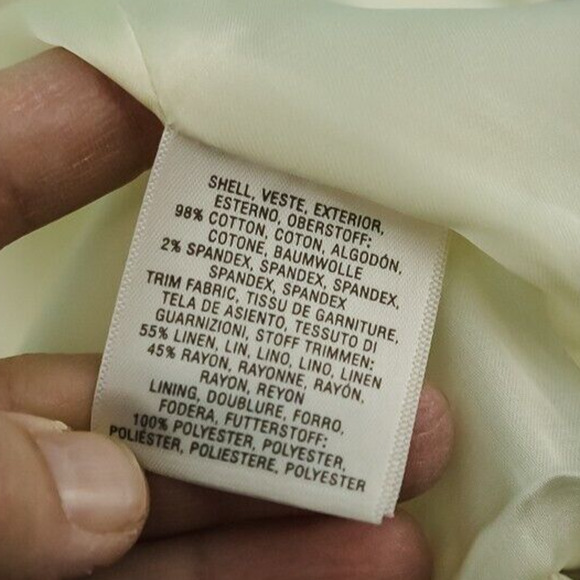 SHELL, VESTE, EXTERIOR,
ESTERNO, OBERSTOFF:
98% COTTON, COTON, ALGODÓN,
COTONE, BAUMWOLLE
2% SPANDEX, SPANDEX, SPANDEX,
SPANDEX, SPANDEX
TRIM FABRIC, TISSU DE GARNITURE,
TELA DE ASIENTO, TESSUTO DI
GUARNIZIONI, STOFF TRIMMEN:
55% LINEN, LIN, LINO, LINO, LINEN
45% RAYON, RAYONNE, RAYÓN,
RAYON, REYON
LINING, DOUBLURE, FORRO,
FODERA, FUTTERSTOFF:
100% POLYESTER, POLYESTER,
POLIÉSTER, POLIESTERE, POLYESTER